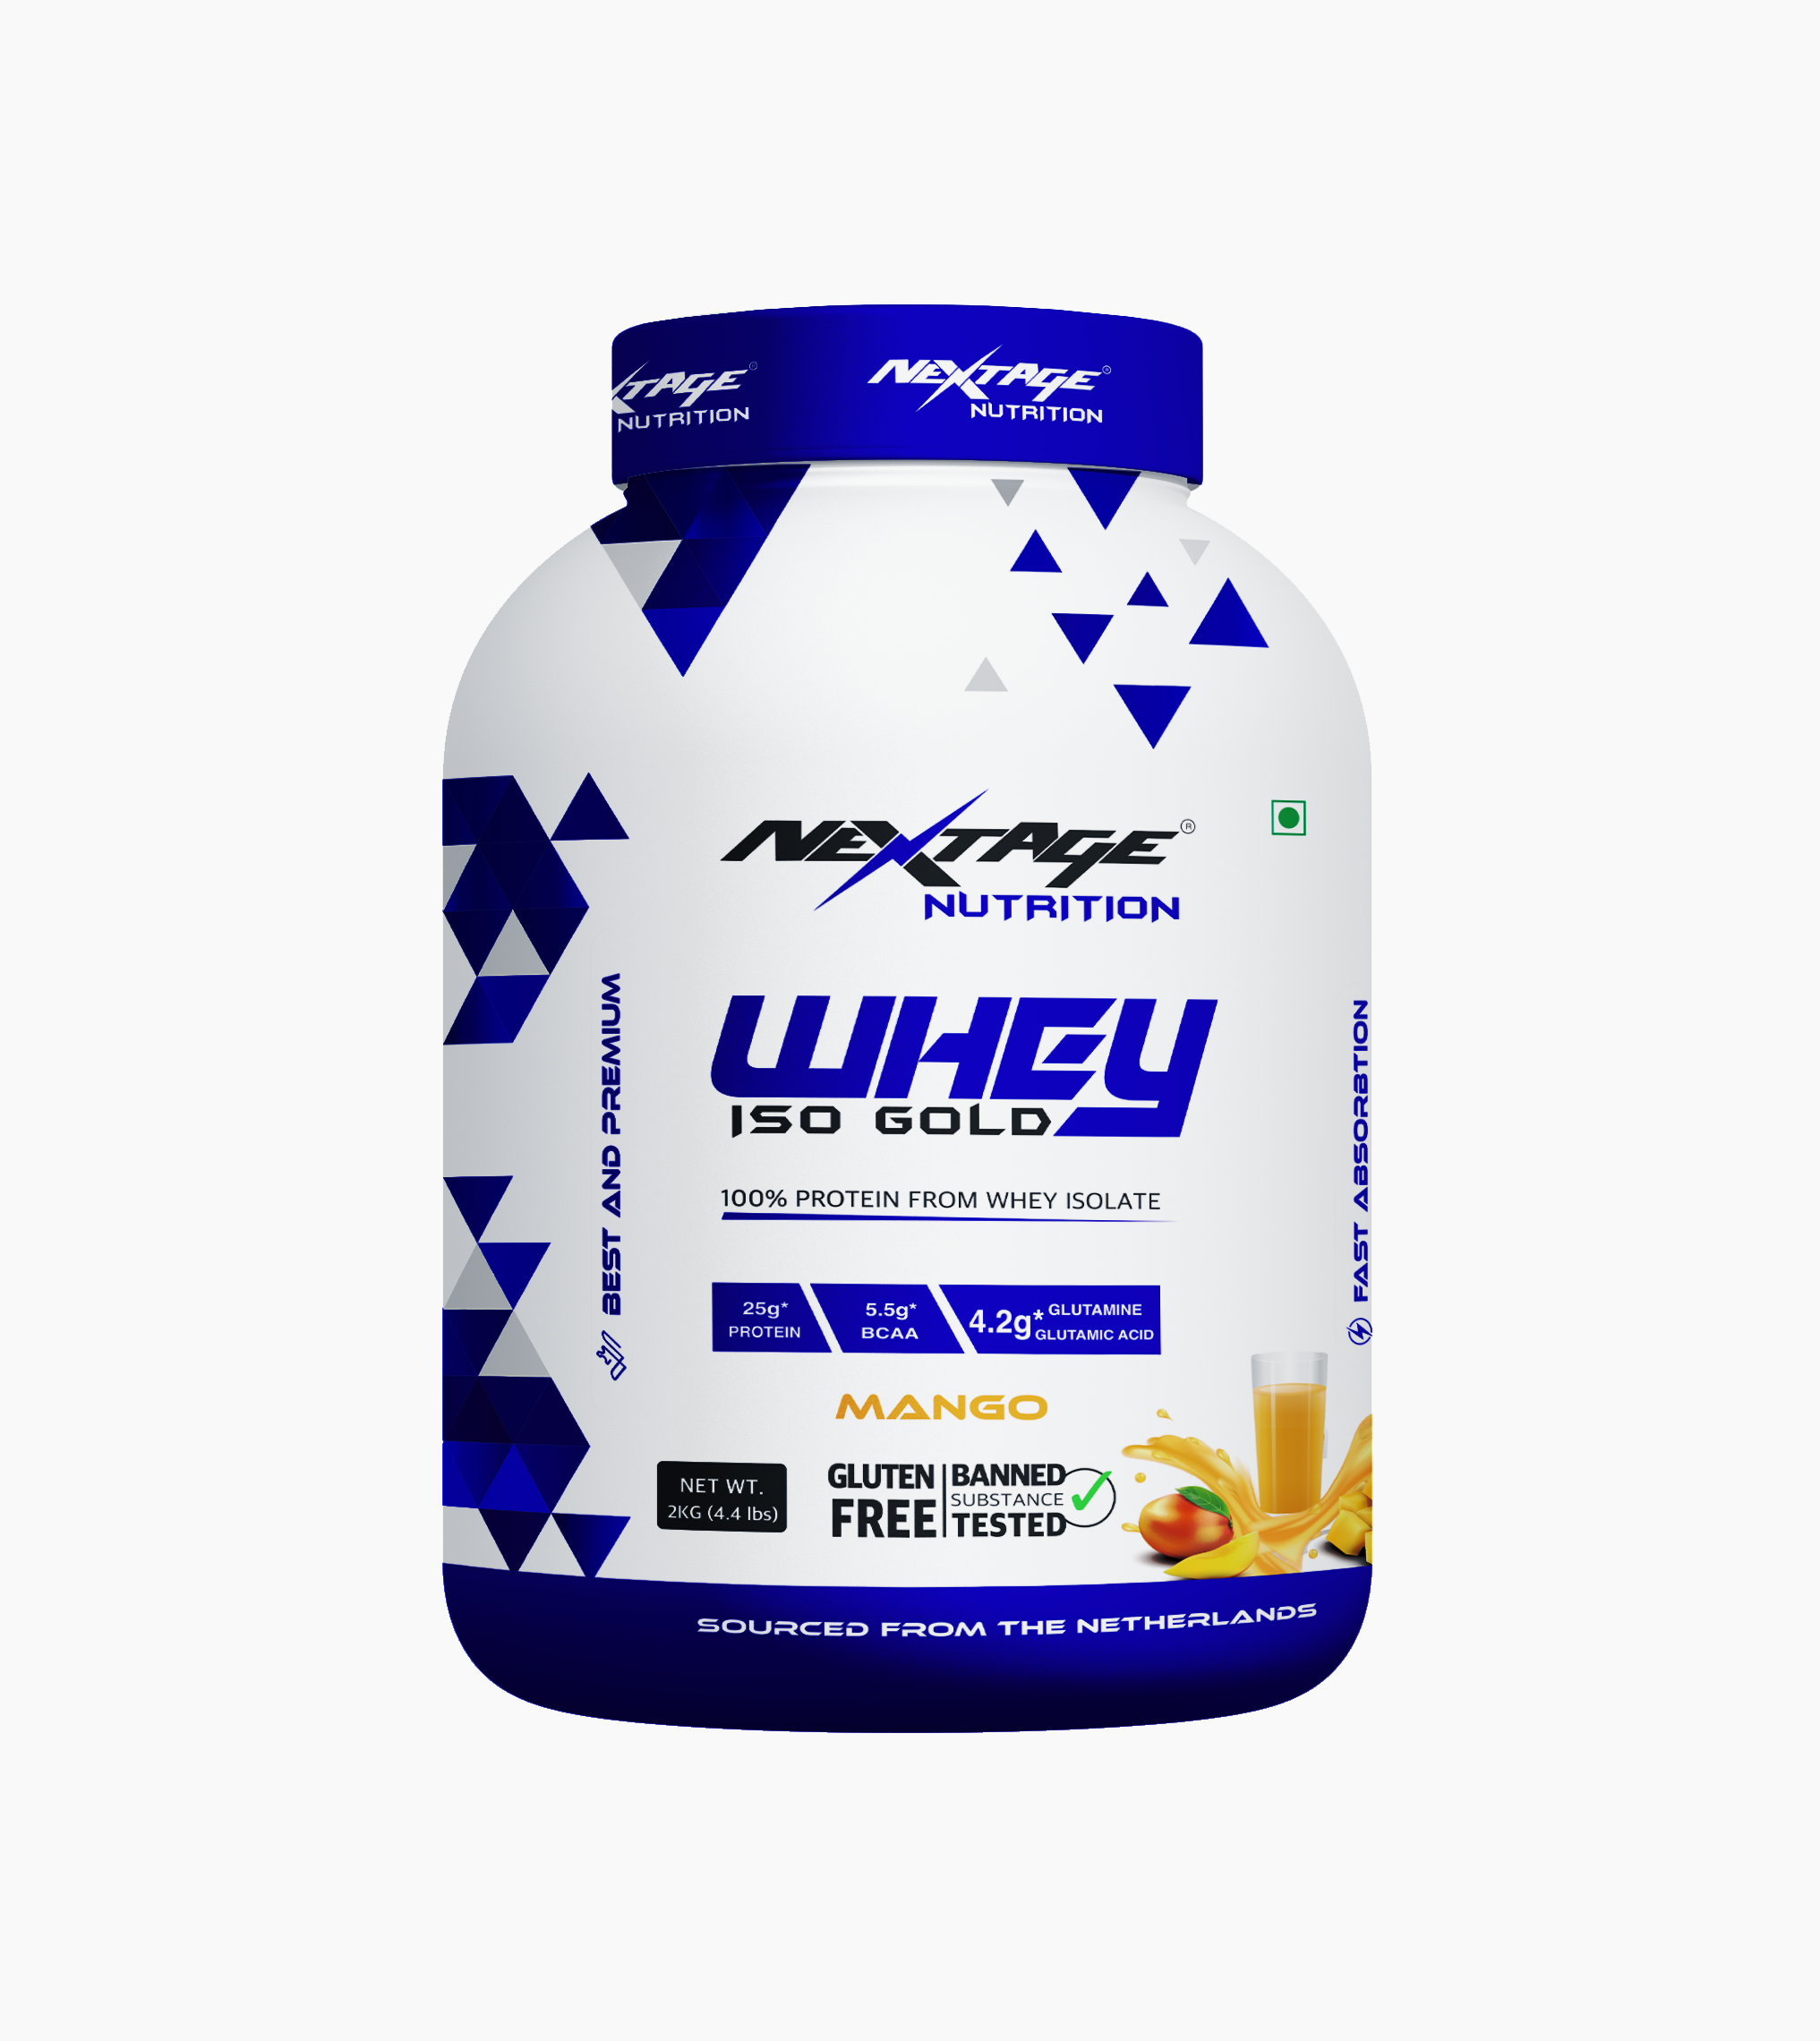 XTAGE®
NUTRITION
NEXTAGE®
NUTRITION
NEXTAGE®
NUTRITION
WHEY
ISO GOLD
100% PROTEIN FROM WHEY ISOLATE
25g*
PROTEIN
5.5g*
BCAA
4.2g* GLUTAMINE
GLUTAMIC ACID
MANGO
NET WT.
2KG (4.4 lbs)
GLUTEN
FREE
BANNED
SUBSTANCE
TESTED
BEST AND PREMIUM
FAST ABSORBTION
SOURCED FROM THE NETHERLANDS